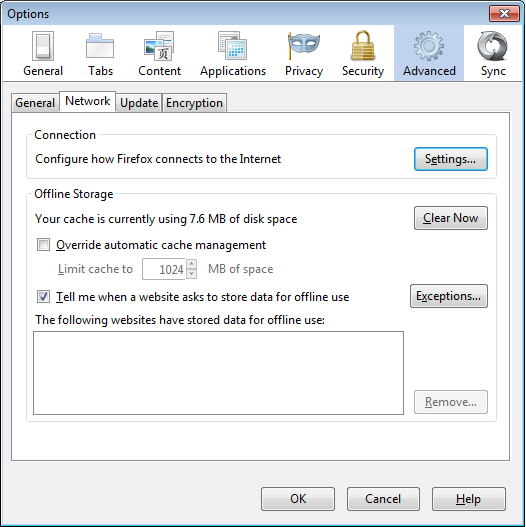 Options
General Tabs Content Applications Privacy Security Advanced Sync
General Network Update Encryption
Connection
Configure how Firefox connects to the Internet Settings...
Offline Storage
Your cache is currently using 7.6 MB of disk space Clear Now
Override automatic cache management
Limit cache to 1024 MB of space
Tell me when a website asks to store data for offline use Exceptions...
The following websites have stored data for offline use:
Remove...
OK Cancel Help